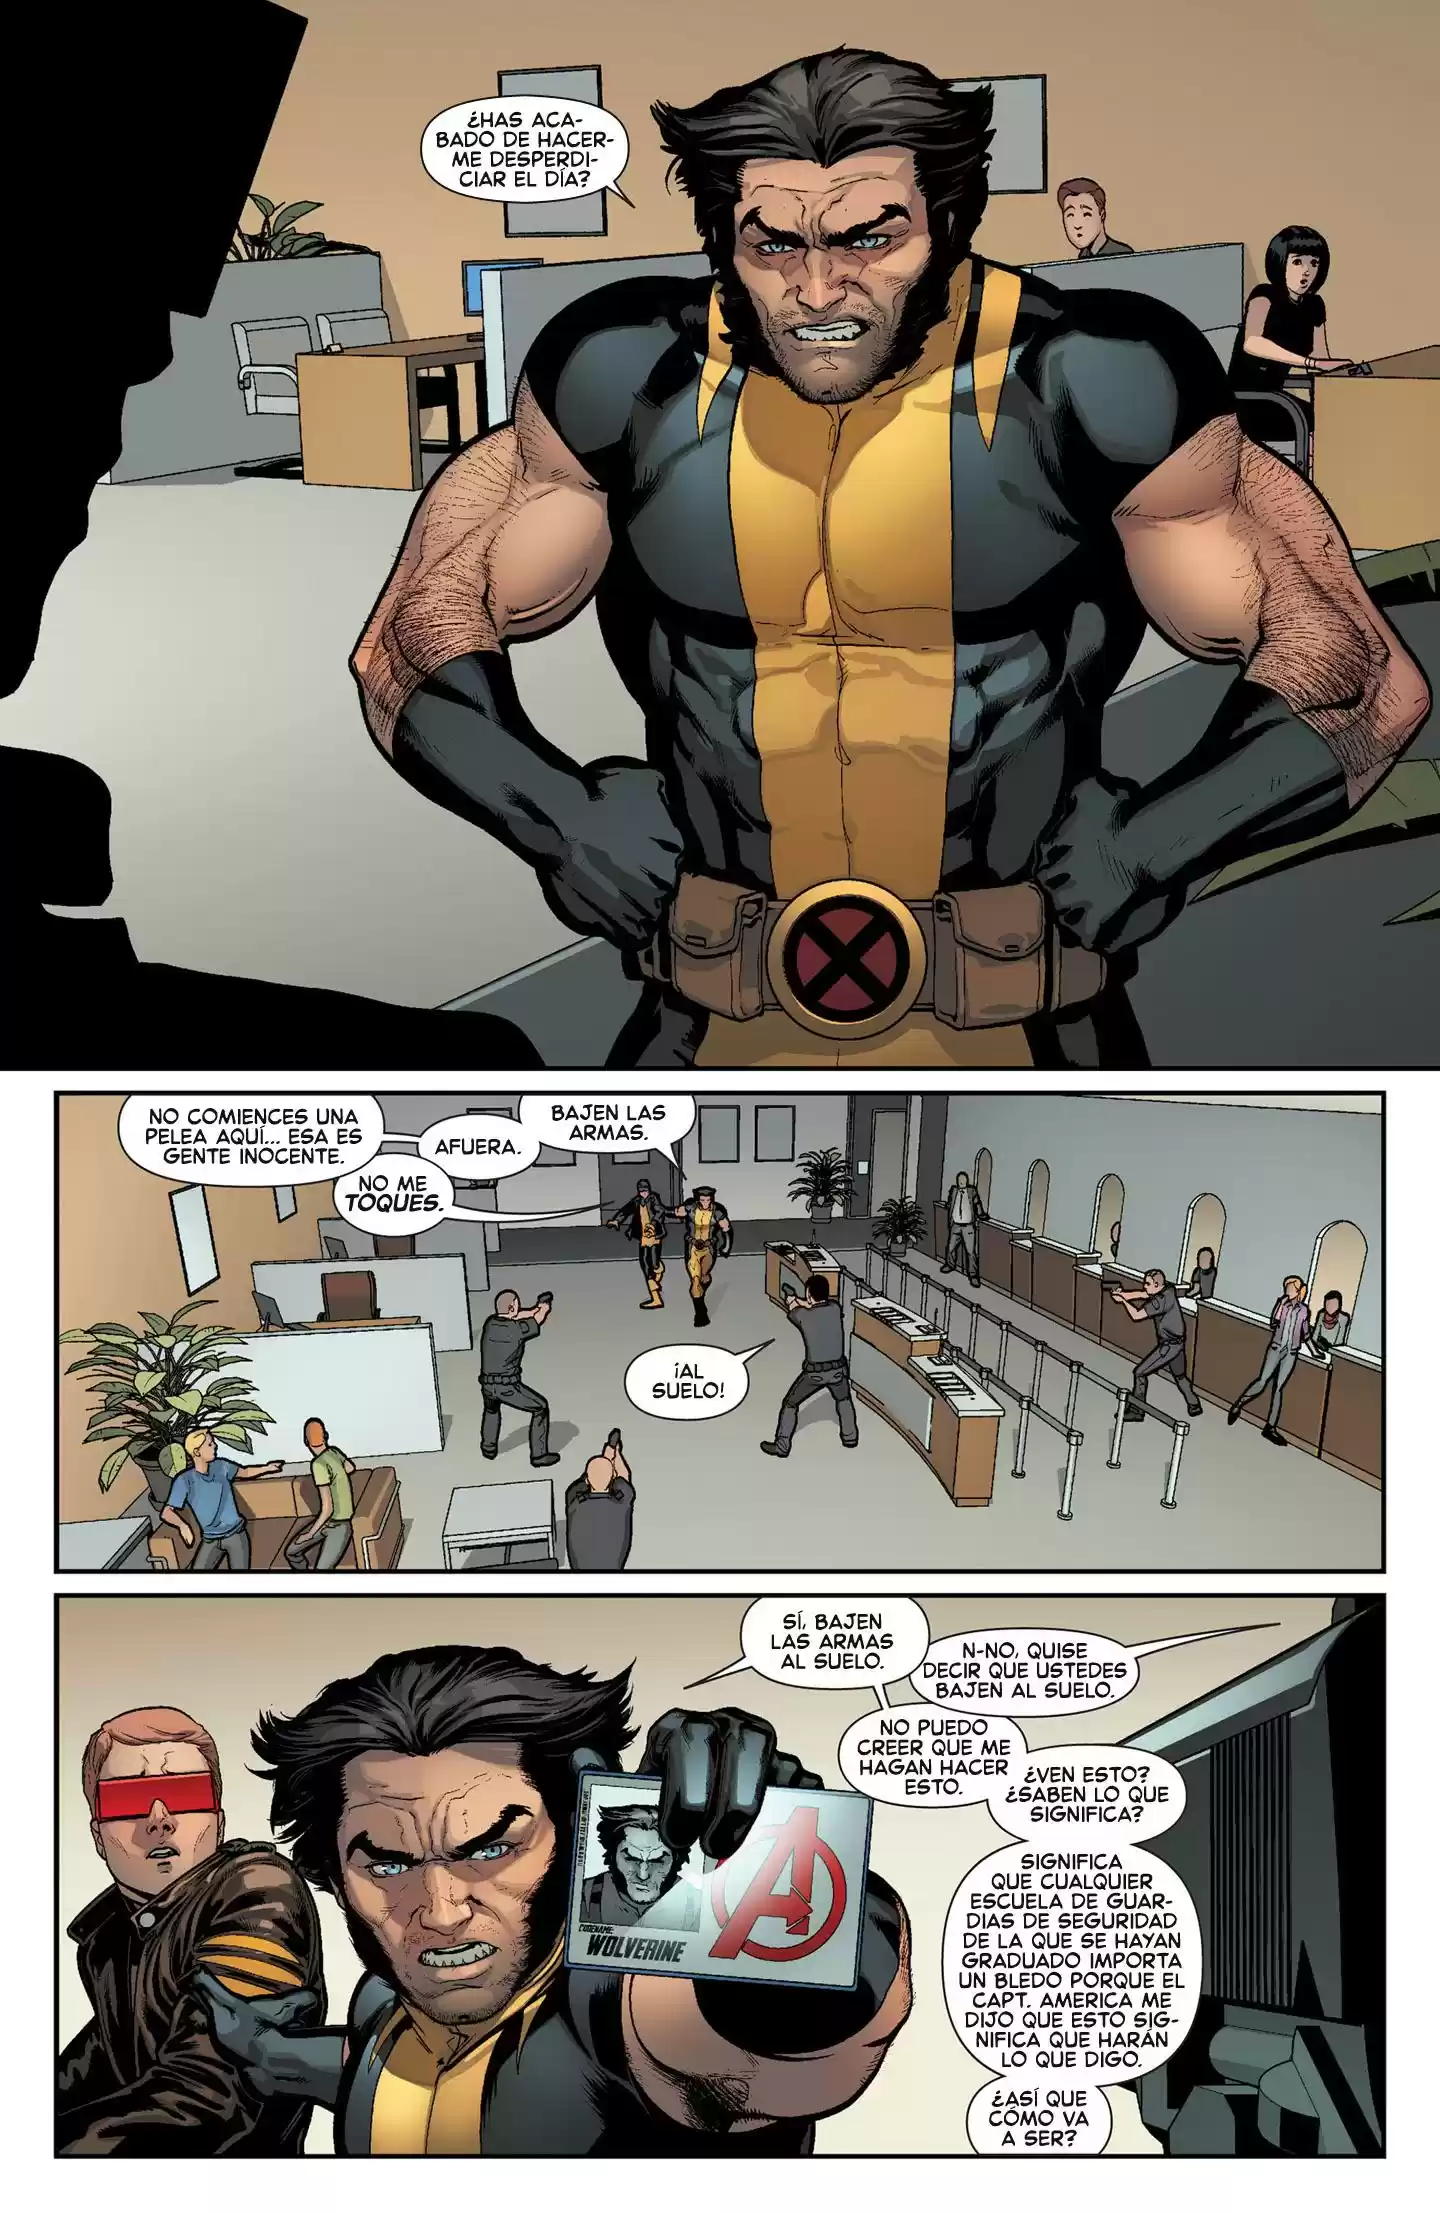 ¿HAS ACA-
BADO DE HACER-
ME DESPERDI-
CIAR EL DÍA?
NO COMIENCES UNA
PELEA AQUÍ... ESA ES
GENTE INOCENTE.
AFUERA.
NO ME
TOQUES.
BAJEN LAS
ARMAS.
¡AL
SUELO!
SÍ, BAJEN
LAS ARMAS
AL SUELO.
N-NO, QUISE
DECIR QUE USTEDES
BAJEN AL SUELO.
NO PUEDO
CREER QUE ME
HAGAN HACER
ESTO.
¿VEN ESTO?
¿SABEN LO QUE
SIGNIFICA?
SIGNIFICA
QUE CUALQUIER
ESCUELA DE GUAR-
DIAS DE SEGURIDAD
DE LA QUE SE HAYAN
GRADUADO IMPORTA
UN BLEDO PORQUE EL
CAPT. AMERICA ME
DIJO QUE ESTO SIG-
NIFICA QUE HARÁN
LO QUE DIGO.
¿ASÍ QUE
CÓMO VA
A SER?
CODENAME:
WOLVERINE
A